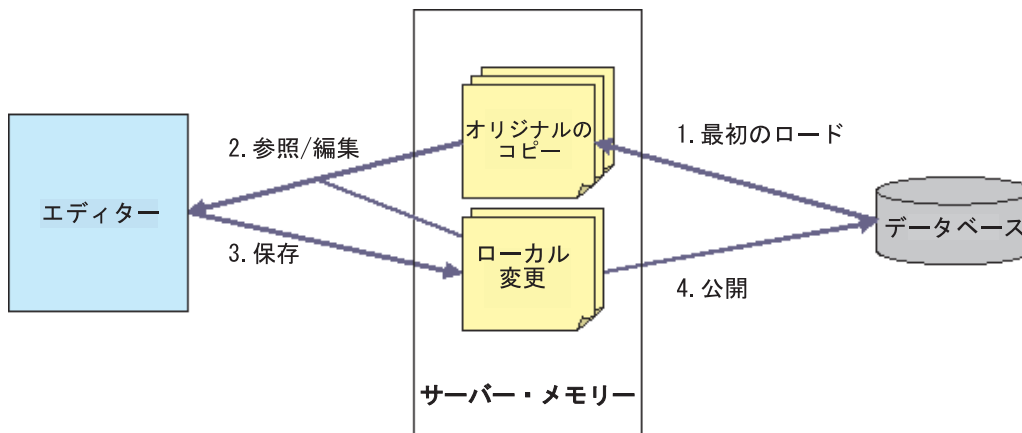 オリジナルの
コピー
1. 最初のロード
2. 参照/編集
エディター
データベース
3. 保存
ローカル
変更
4. 公開
サーバー・メモリー